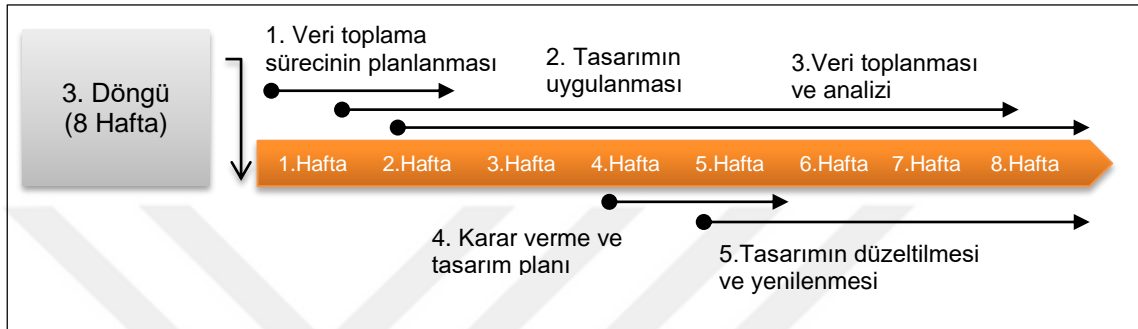 3. Döngü
(8 Hafta)
1. Veri toplama
sürecinin planlanması
2. Tasarımın
uygulanması
3.Veri toplanması
ve analizi
1.Hafta
2.Hafta
3.Hafta
4.Hafta
5.Hafta
6.Hafta
7.Hafta
8.Hafta
4. Karar verme ve
tasarım planı
5.Tasarımın düzeltilmesi
ve yenilenmesi